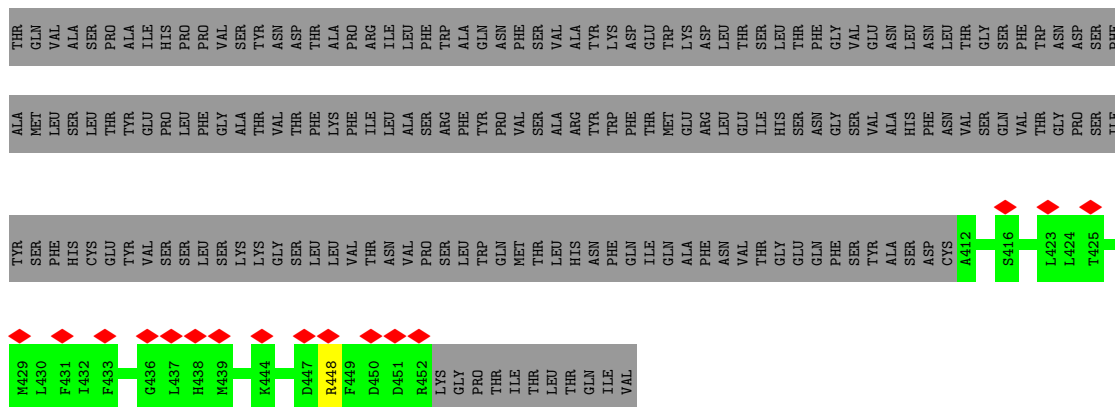 THR GLN VAL ALA SER PRO ALA ILE HIS PRO PRO VAL SER TYR ASN ASP THR ALA PRO ARG ILE LEU PHE TRP ALA GLN ASN PHE SER VAL ALA TYR LYS ASP GLU TRP LYS ASP LEU THR SER LEU THR PHE GLY VAL GLU ASN LEU ASN LEU THR GLY SER PHE TRP ASN ASP SER PHE
ALA MET LEU SER LEU THR TYR GLU PRO LEU PHE GLY ALA THR VAL THR PHE LYS PHE ILE LEU ALA SER ARG PHE TYR PRO VAL SER ALA ARG TYR TRP PHE THR MET GLU ARG LEU GLU ILE HIS SER ASN GLY SER VAL ALA HIS PHE ASN VAL SER GLN VAL THR GLY PRO SER ILE
TYR SER PHE HIS CYS GLU TYR VAL SER SER LEU SER LYS LYS GLY SER LEU LEU VAL THR ASN VAL PRO SER LEU TRP GLN MET THR LEU HIS ASN PHE GLN ILE GLN ALA PHE ASN VAL THR GLY GLU GLN PHE SER TYR ALA SER ASP CYS A412 S416 L423 L424 T425
M429 L430 F431 I432 F433 G436 L437 H438 M439 K444 D447 R448 F449 D450 D451 R452 LYS GLY PRO THR ILE THR LEU THR GLN ILE VAL